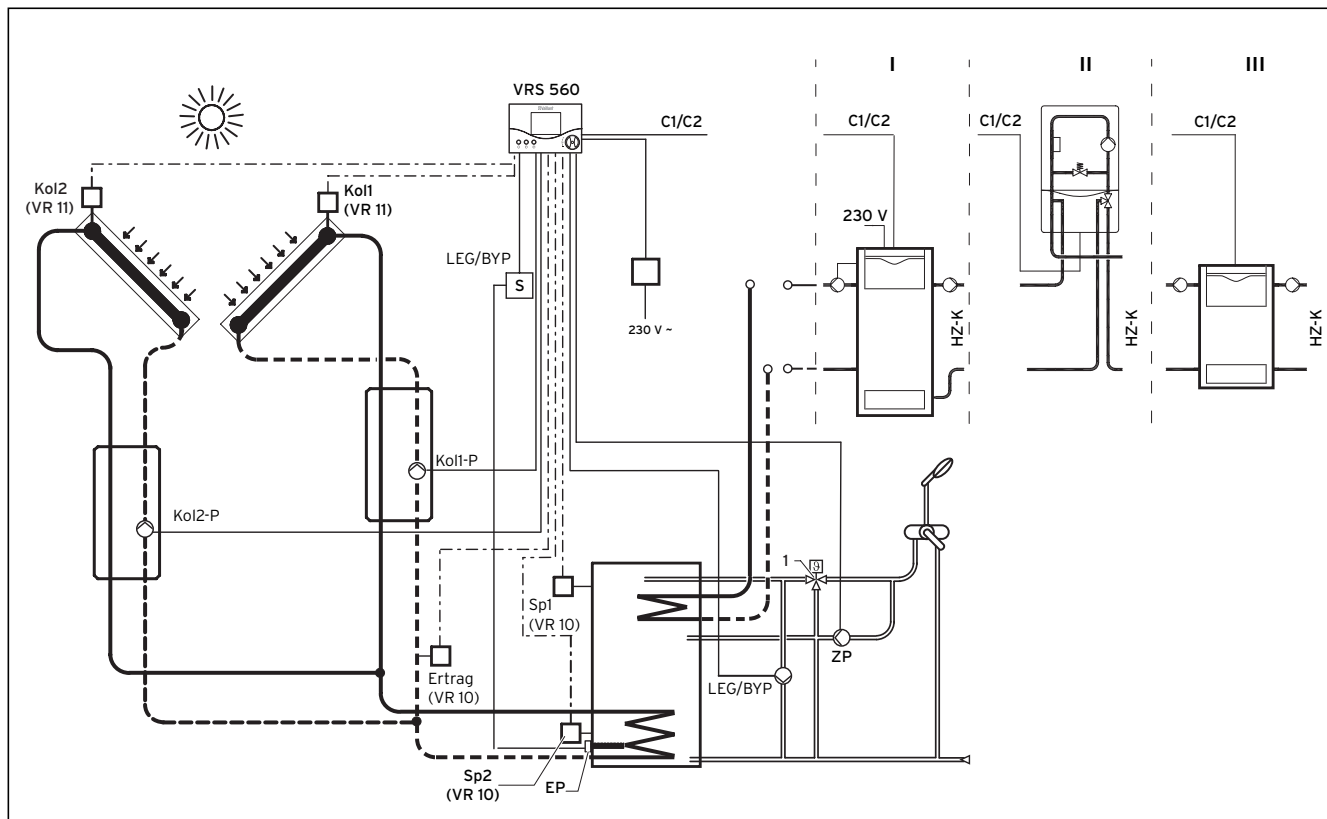 I
II
III
VRS 560
C1/C2
C1/C2
C1/C2
C1/C2
Kol2
(VR 11)
Kol1
(VR 11)
230 V
LEG/BYP
S
230 V ~
HZ-K
HZ-K
HZ-K
Kol1-P
Kol2-P
1
Sp1
(VR 10)
ZP
Ertrag
(VR 10)
LEG/BYP
Sp2
(VR 10)
EP